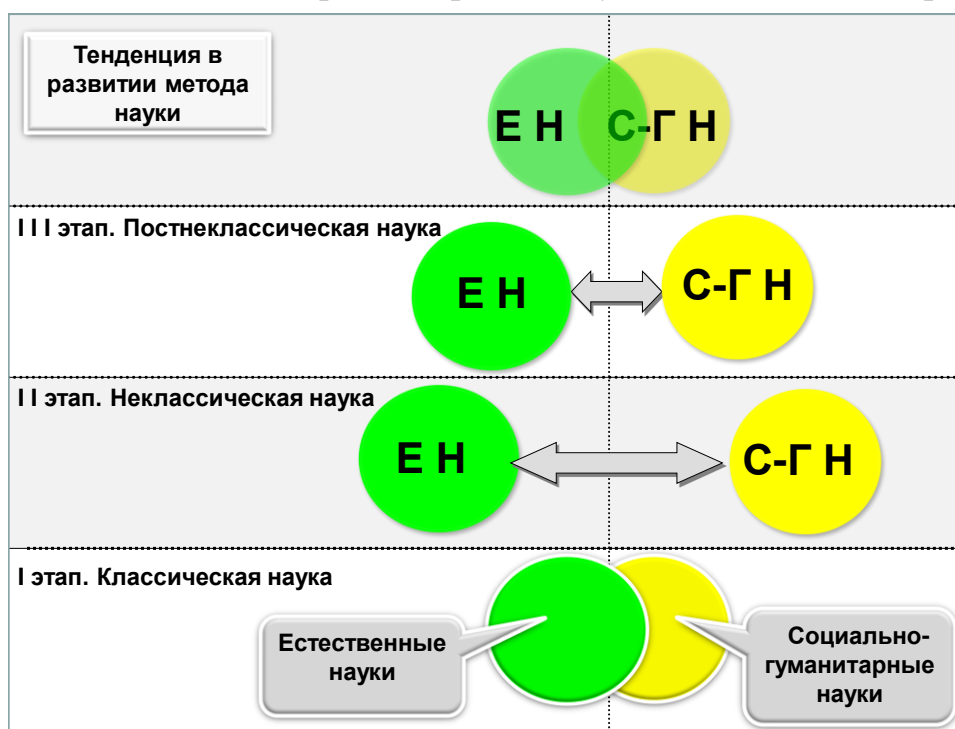 Тенденция в
развитии метода
науки
Е Н
С-Г Н
I I I этап. Постнеклассическая наука
Е Н
С-Г Н
I I этап. Неклассическая наука
Е Н
С-Г Н
I этап. Классическая наука
Естественные
науки
Социально-
гуманитарные
науки